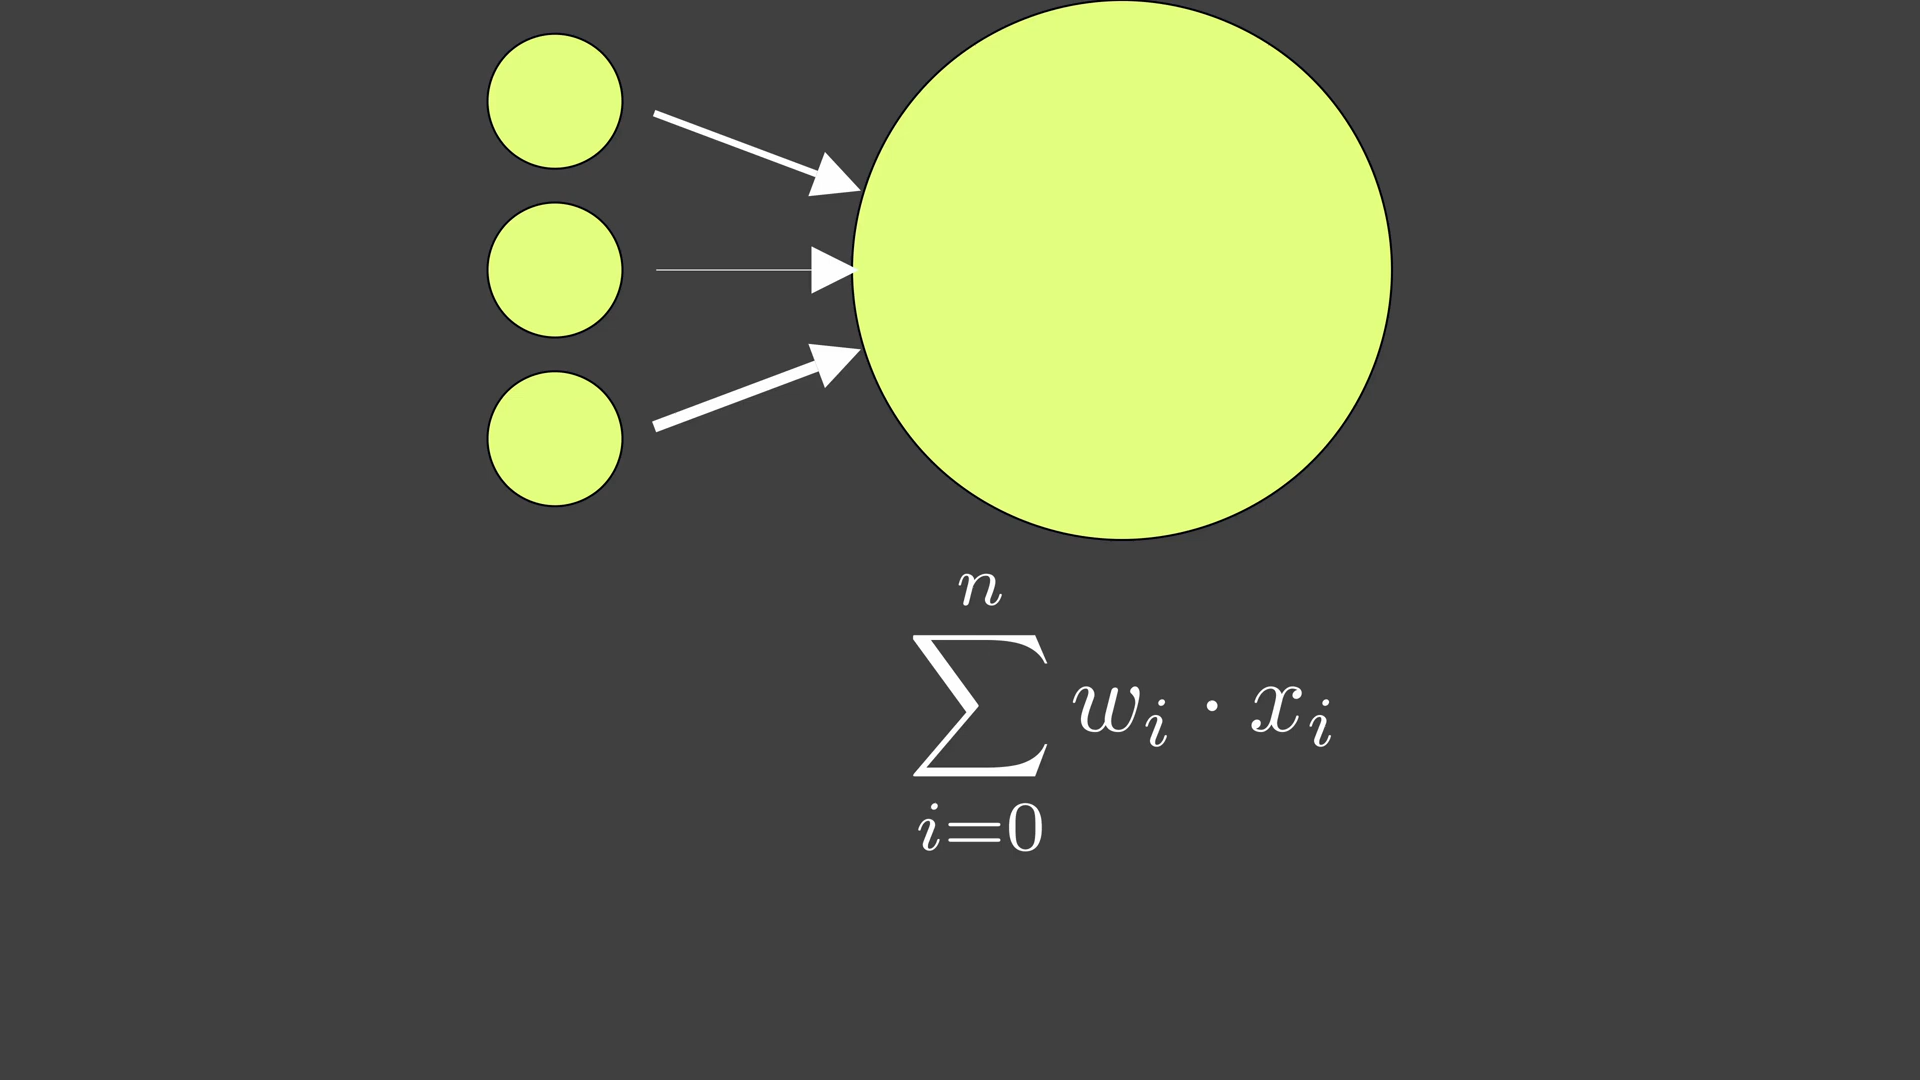 n
∑ wᵢ · xᵢ
i=0